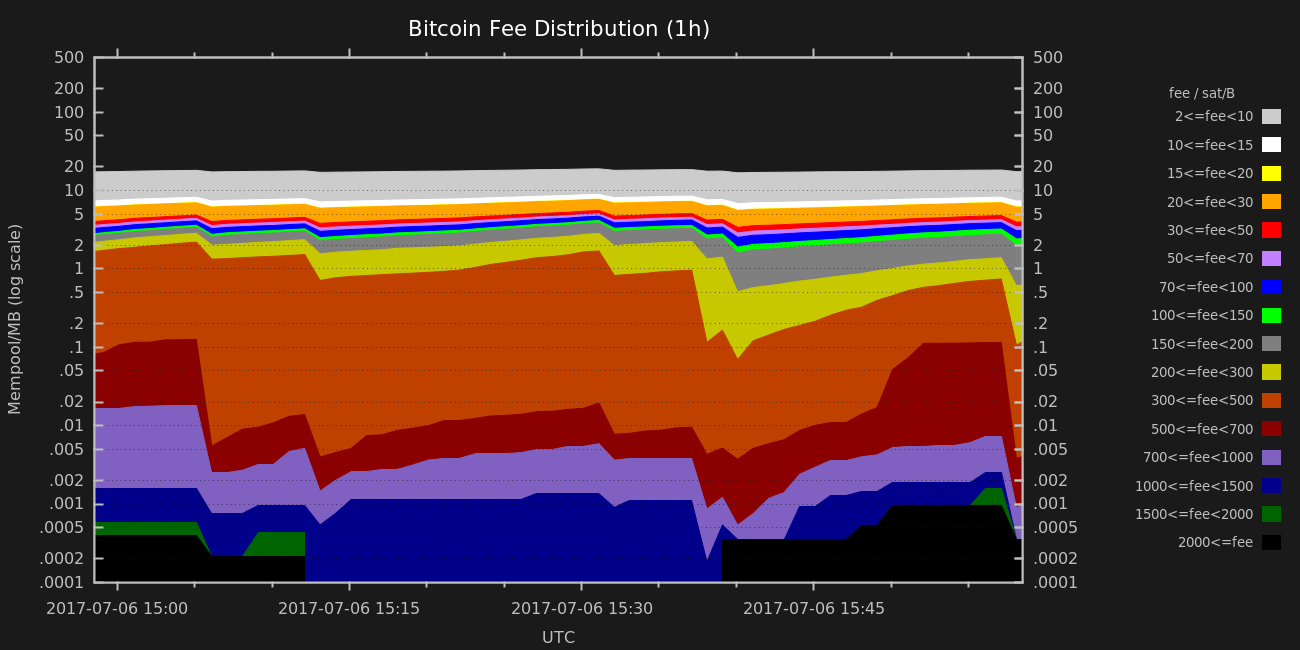 Bitcoin Fee Distribution (1h)
500 500
200 200
100 100
50 50
20 20
10 10
5 5
2 2
1 1
.5 .5
.2 .2
.1 .1
.05 .05
.02 .02
.01 .01
.005 .005
.002 .002
.001 .001
.0005 .0005
.0002 .0002
.0001 .0001
Mempool/MB (log scale)
2017-07-06 15:00 2017-07-06 15:15 2017-07-06 15:30 2017-07-06 15:45
UTC
fee / sat/B
2<=fee<10
10<=fee<15
15<=fee<20
20<=fee<30
30<=fee<50
50<=fee<70
70<=fee<100
100<=fee<150
150<=fee<200
200<=fee<300
300<=fee<500
500<=fee<700
700<=fee<1000
1000<=fee<1500
1500<=fee<2000
2000<=fee